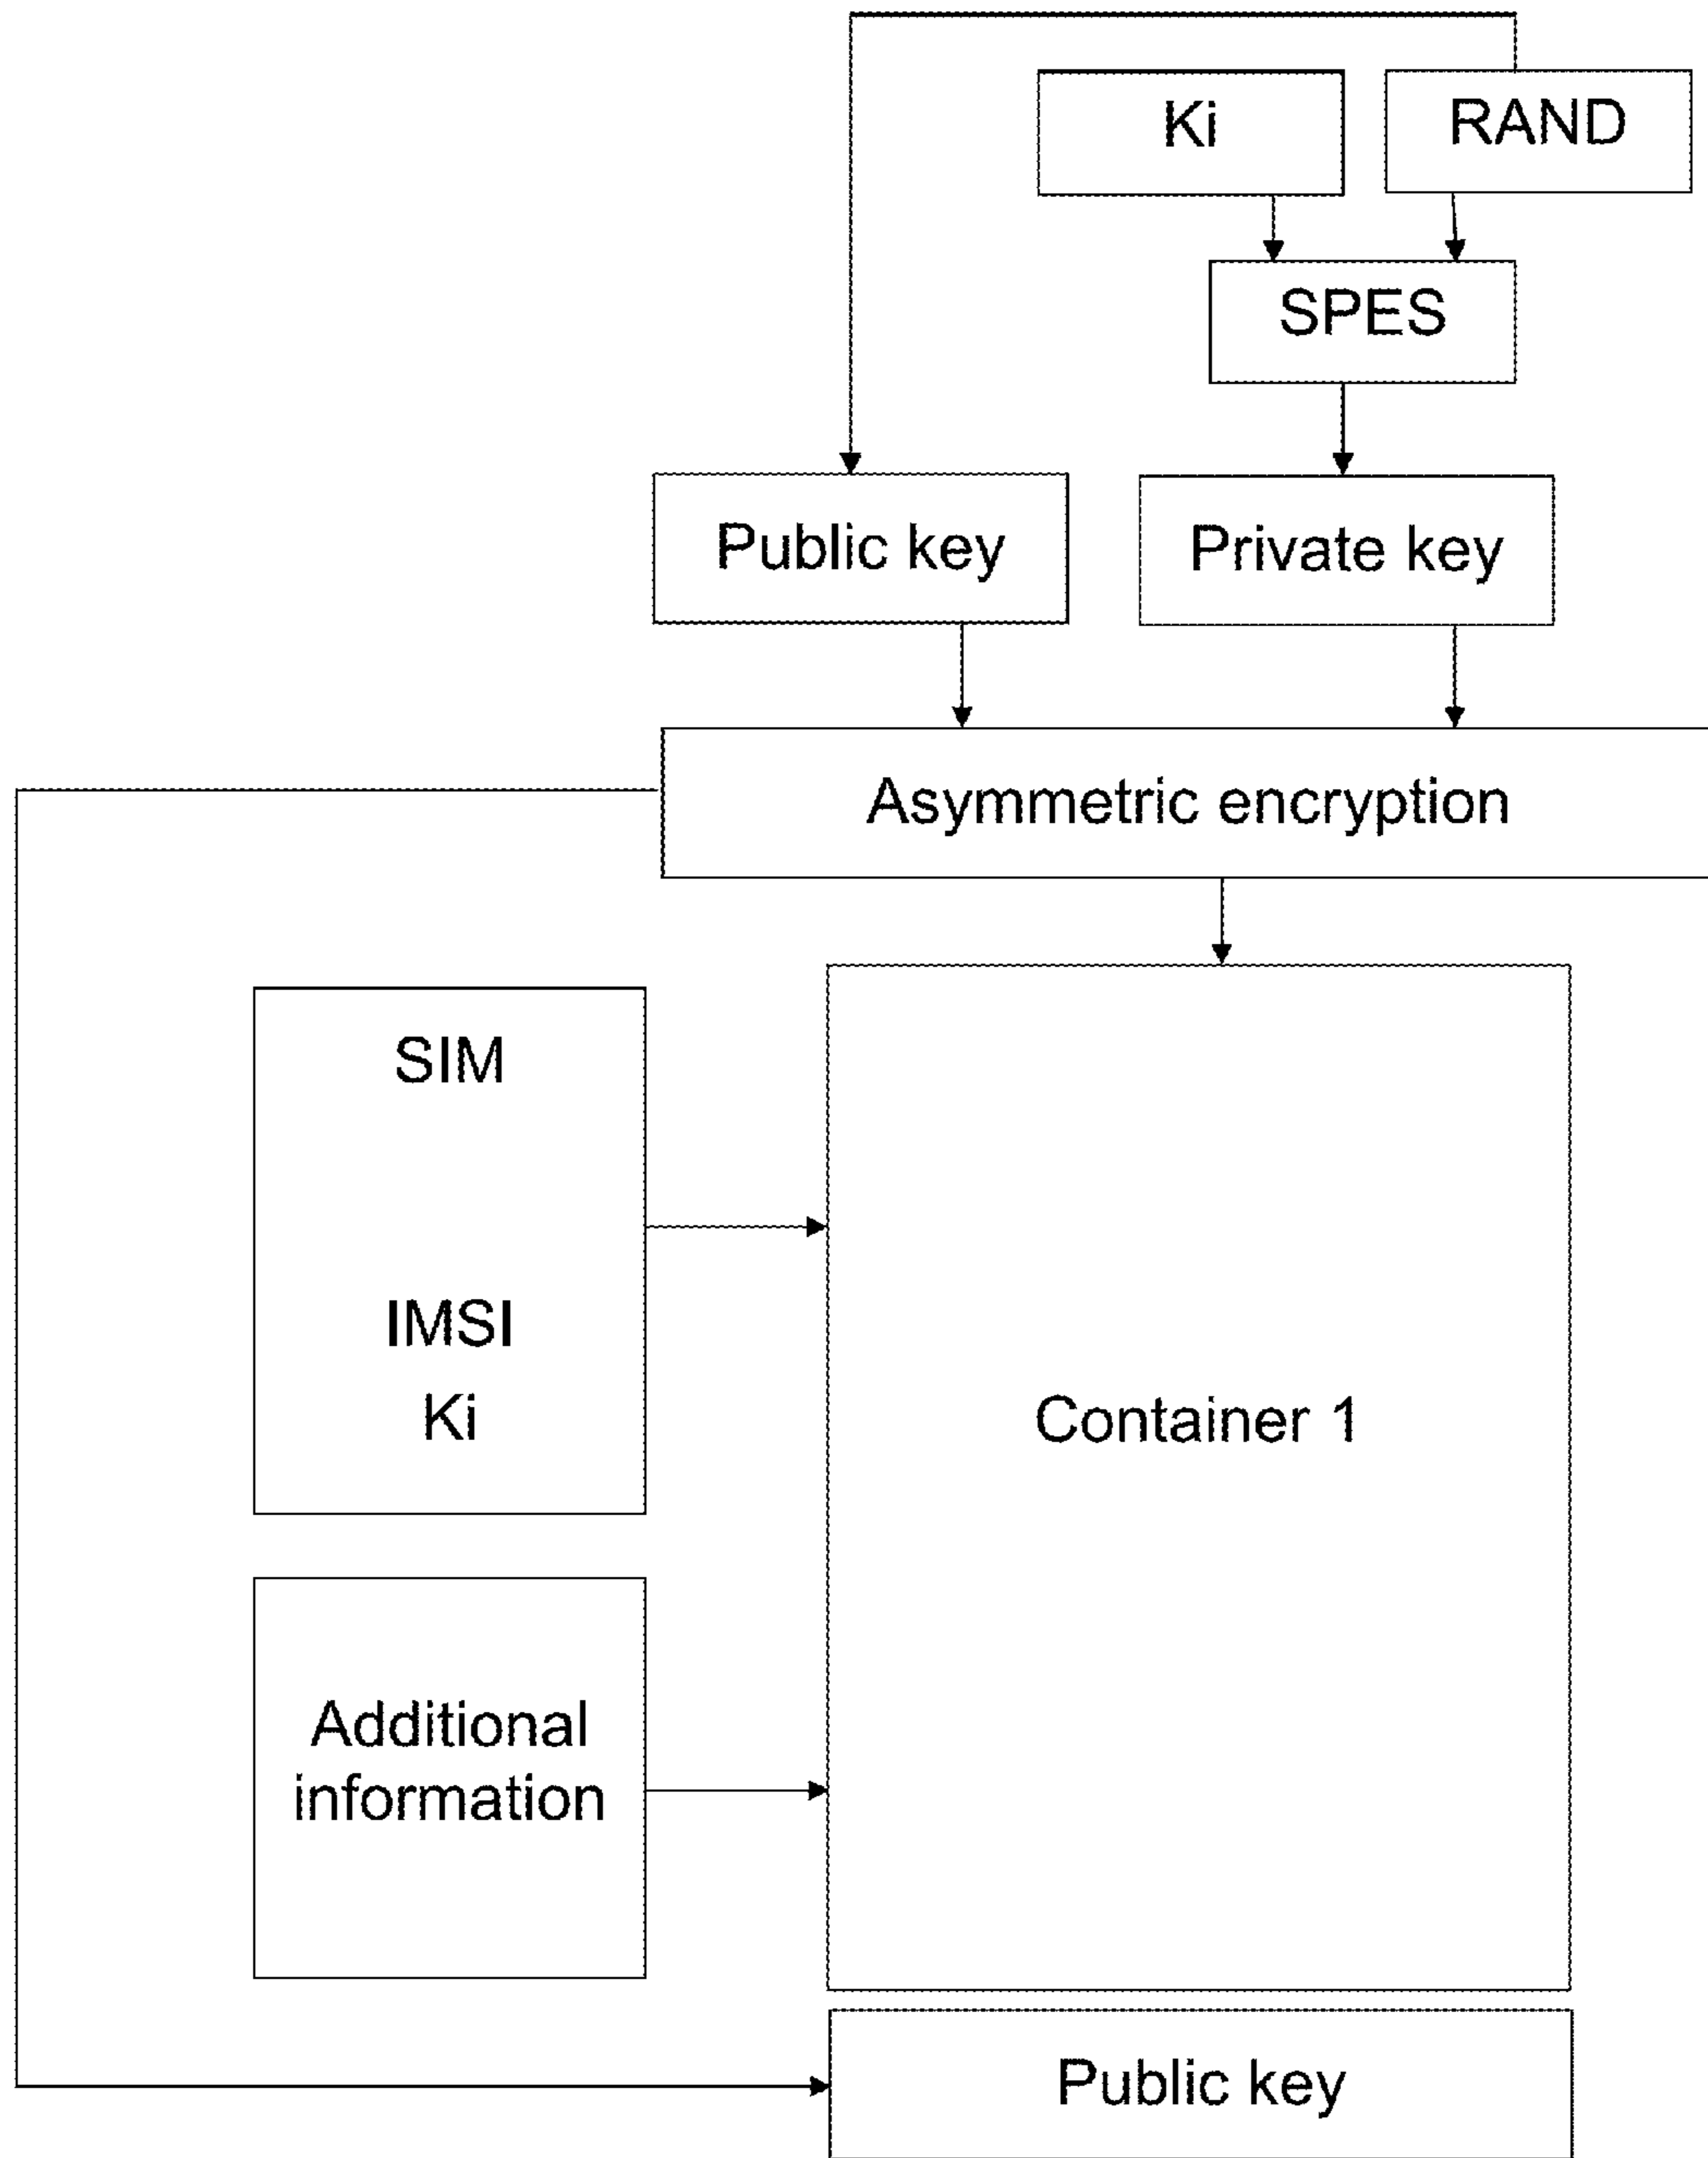 Ki
RAND
SPES
Public key
Private key
Asymmetric encryption
SIM
IMSI
Ki
Container 1
Additional
information
Public key